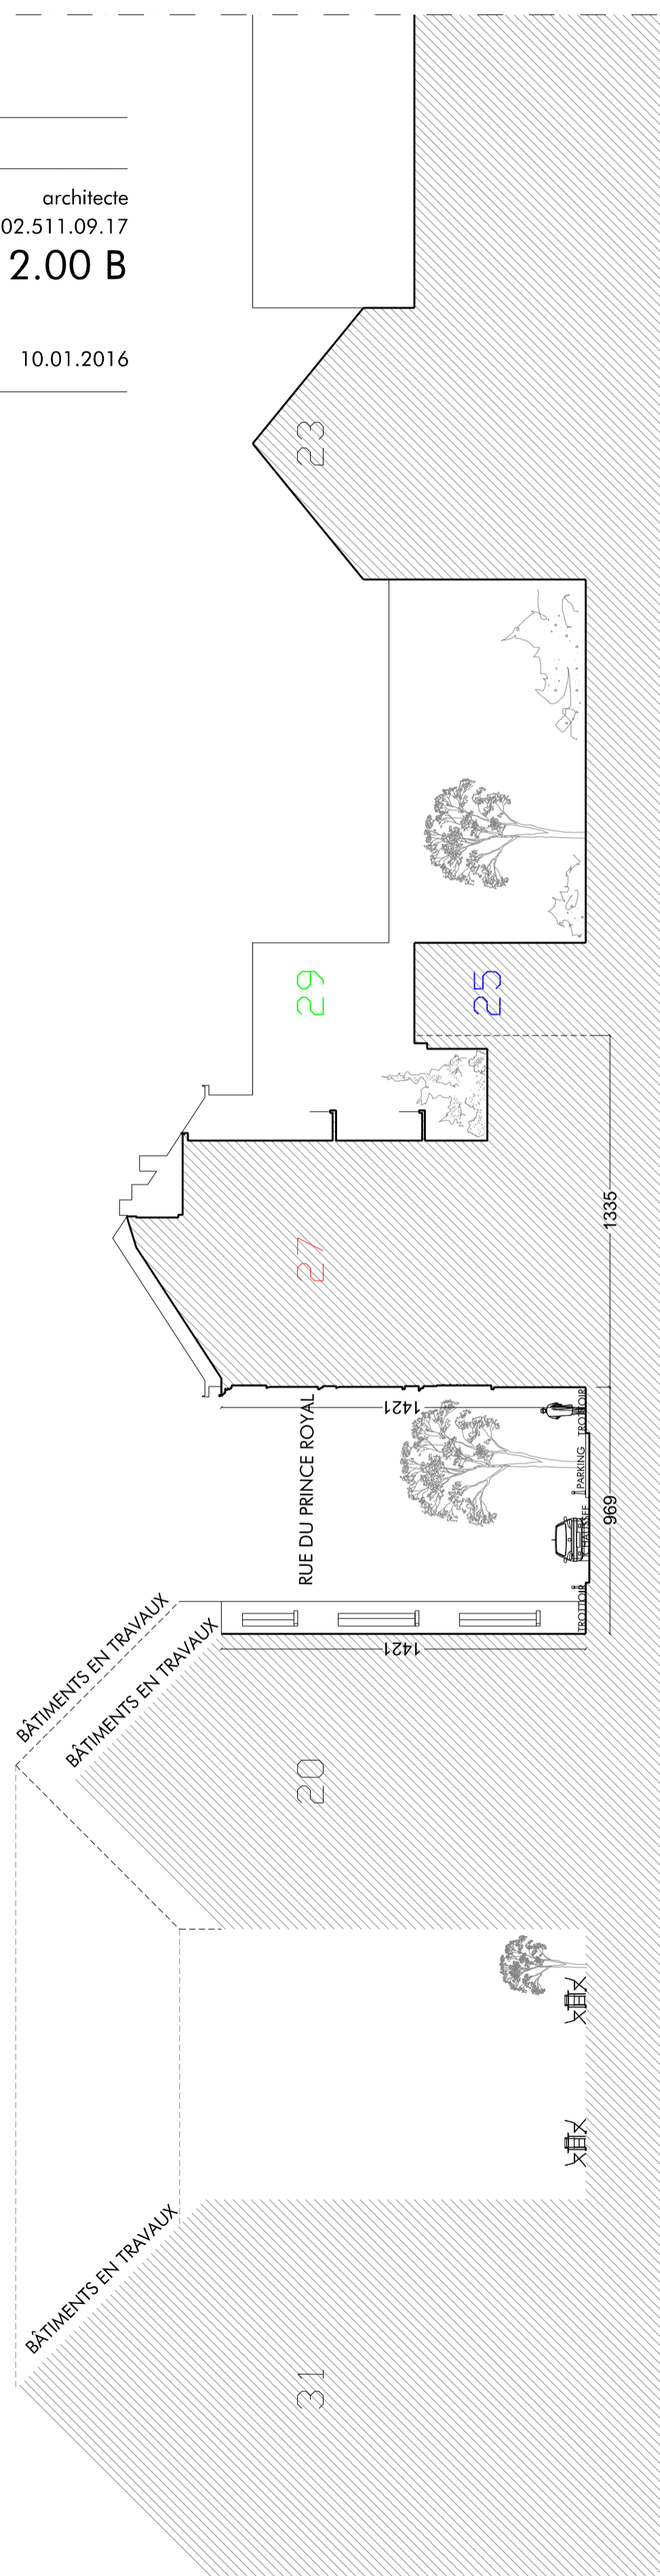 architecte
02.511.09.17
2.00 B
10.01.2016
23
29
25
1335
27
RUE DU PRINCE ROYAL
1421
TROTTOIR
PARKING
CHAUSSEE
969
TROTTOIR
1421
BÂTIMENTS EN TRAVAUX
BÂTIMENTS EN TRAVAUX
20
BÂTIMENTS EN TRAVAUX
31